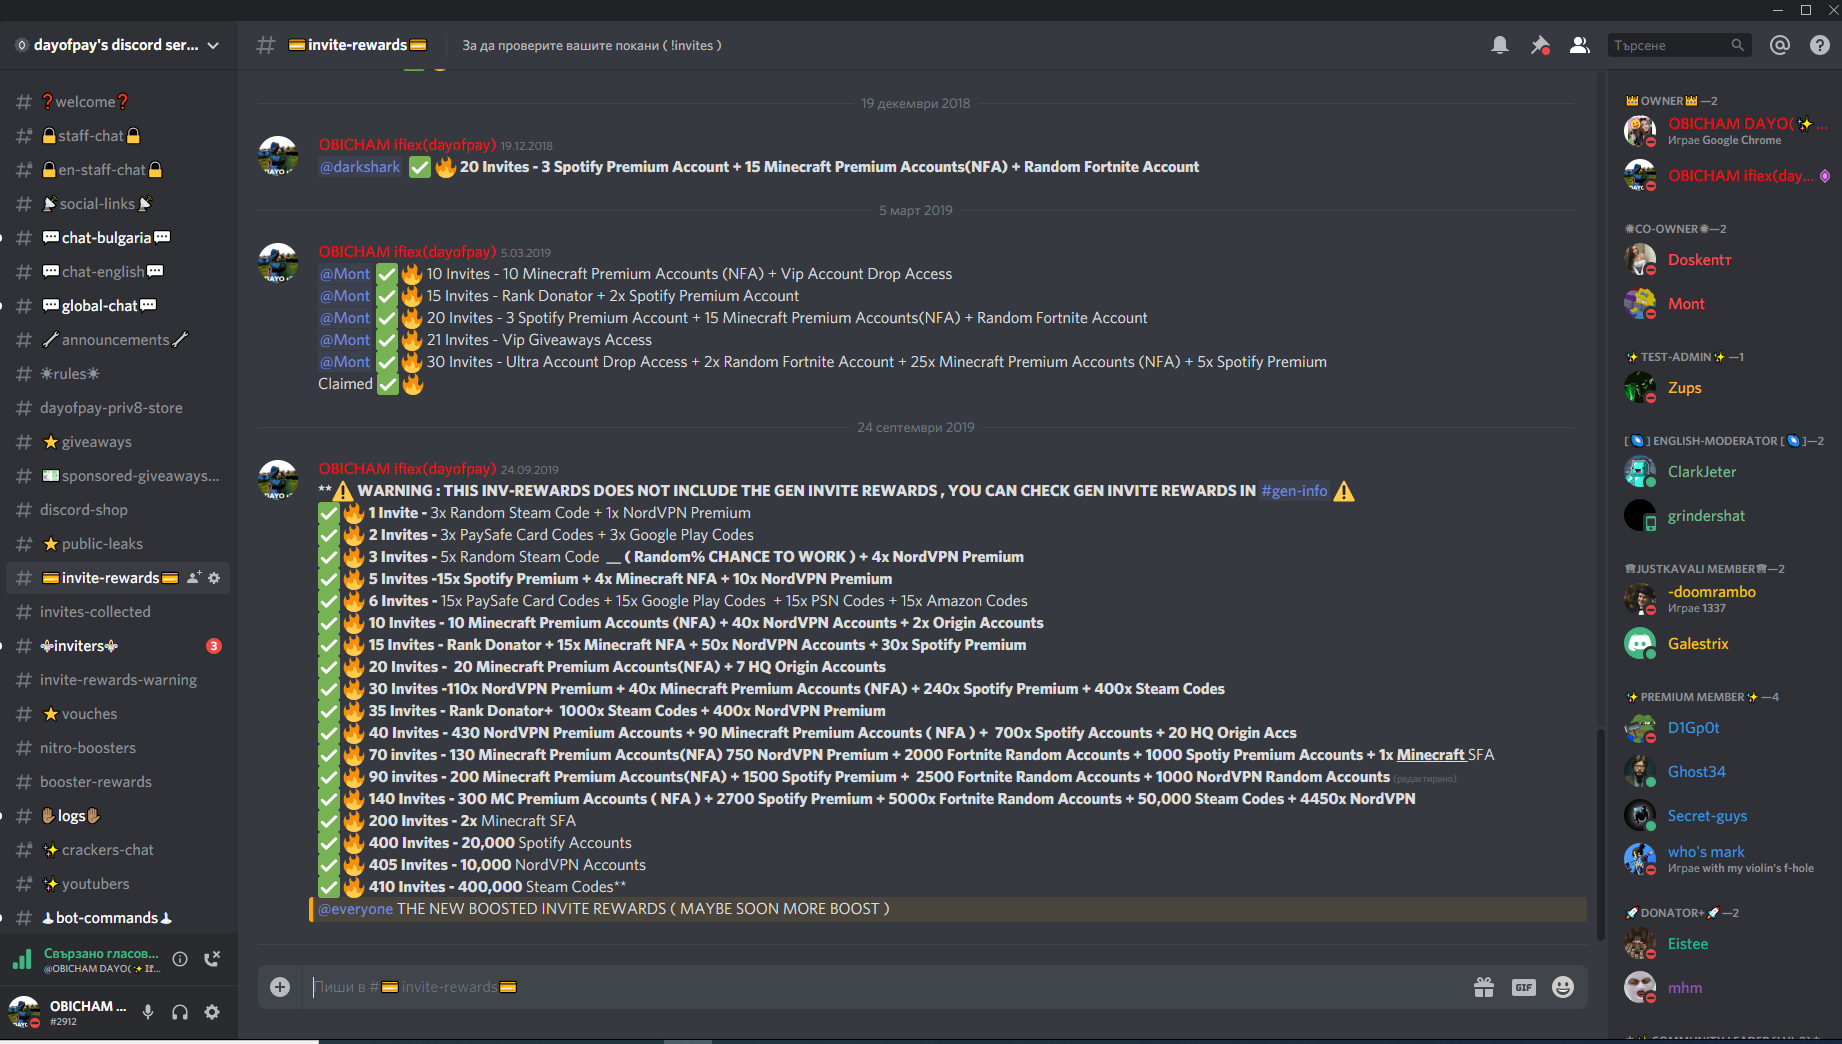 dayofpay's discord ser...
invite-rewards
За да проверите вашите покани ( !invites )
Търсене
welcome
staff-chat
en-staff-chat
social-links
chat-bulgaria
chat-english
global-chat
announcements
rules
dayofpay-priv8-store
giveaways
sponsored-giveaways...
discord-shop
public-leaks
invite-rewards
invites-collected
inviters 3
invite-rewards-warning
vouches
nitro-boosters
booster-rewards
logs
crackers-chat
youtubers
bot-commands
Свързано гласов...
@OBICHAM DAYO( If...
OBICHAM ...
#2912
19 декември 2018
OBICHAM ifiex(dayofpay) 19.12.2018
@darkshark 20 Invites - 3 Spotify Premium Account + 15 Minecraft Premium Accounts(NFA) + Random Fortnite Account
5 март 2019
OBICHAM ifiex(dayofpay) 5.03.2019
@Mont 10 Invites - 10 Minecraft Premium Accounts (NFA) + Vip Account Drop Access
@Mont 15 Invites - Rank Donator + 2x Spotify Premium Account
@Mont 20 Invites - 3 Spotify Premium Account + 15 Minecraft Premium Accounts(NFA) + Random Fortnite Account
@Mont 21 Invites - Vip Giveaways Access
@Mont 30 Invites - Ultra Account Drop Access + 2x Random Fortnite Account + 25x Minecraft Premium Accounts (NFA) + 5x Spotify Premium
Claimed
24 септември 2019
OBICHAM ifiex(dayofpay) 24.09.2019
** WARNING : THIS INV-REWARDS DOES NOT INCLUDE THE GEN INVITE REWARDS , YOU CAN CHECK GEN INVITE REWARDS IN #gen-info
1 Invite - 3x Random Steam Code + 1x NordVPN Premium
2 Invites - 3x PaySafe Card Codes + 3x Google Play Codes
3 Invites - 5x Random Steam Code __ ( Random% CHANCE TO WORK ) + 4x NordVPN Premium
5 Invites -15x Spotify Premium + 4x Minecraft NFA + 10x NordVPN Premium
6 Invites - 15x PaySafe Card Codes + 15x Google Play Codes + 15x PSN Codes + 15x Amazon Codes
10 Invites - 10 Minecraft Premium Accounts (NFA) + 40x NordVPN Accounts + 2x Origin Accounts
15 Invites - Rank Donator + 15x Minecraft NFA + 50x NordVPN Accounts + 30x Spotify Premium
20 Invites - 20 Minecraft Premium Accounts(NFA) + 7 HQ Origin Accounts
30 Invites -110x NordVPN Premium + 40x Minecraft Premium Accounts (NFA) + 240x Spotify Premium + 400x Steam Codes
35 Invites - Rank Donator+ 1000x Steam Codes + 400x NordVPN Premium
40 Invites - 430 NordVPN Premium Accounts + 90 Minecraft Premium Accounts ( NFA ) + 700x Spotify Accounts + 20 HQ Origin Accs
70 invites - 130 Minecraft Premium Accounts(NFA) 750 NordVPN Premium + 2000 Fortnite Random Accounts + 1000 Spotiy Premium Accounts + 1x Minecraft SFA
90 invites - 200 Minecraft Premium Accounts(NFA) + 1500 Spotify Premium + 2500 Fortnite Random Accounts + 1000 NordVPN Random Accounts (редактирано)
140 Invites - 300 MC Premium Accounts ( NFA ) + 2700 Spotify Premium + 5000x Fortnite Random Accounts + 50,000 Steam Codes + 4450x NordVPN
200 Invites - 2x Minecraft SFA
400 Invites - 20,000 Spotify Accounts
405 Invites - 10,000 NordVPN Accounts
410 Invites - 400,000 Steam Codes**
@everyone THE NEW BOOSTED INVITE REWARDS ( MAYBE SOON MORE BOOST )
Пиши в # invite-rewards
GIF
OWNER—2
OBICHAM DAYO( ...
Играе Google Chrome
OBICHAM ifiex(day...
CO-OWNER—2
Doskentт
Mont
TEST-ADMIN—1
Zups
[ ] ENGLISH-MODERATOR [ ]—2
ClarkJeter
grindershat
JUSTKAVALI MEMBER—2
-doomrambo
Играе 1337
Galestrix
PREMIUM MEMBER—4
D1Gp0t
Ghost34
Secret-guys
who's mark
Играе with my violin's f-hole
DONATOR+—2
Eistee
mhm